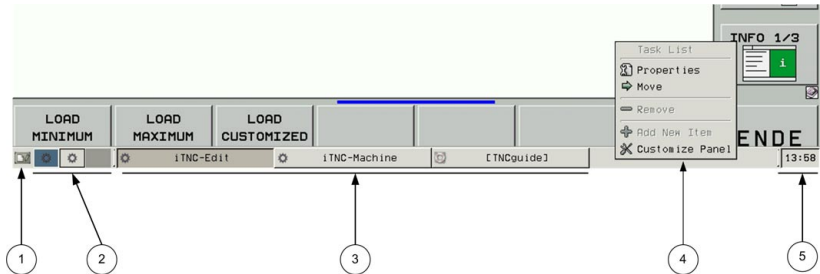 INFO 1/3
i
Task List
Properties
Move
Remove
Add New Item
Customize Panel
LOAD MINIMUM
LOAD MAXIMUM
LOAD CUSTOMIZED
ENDE
iTNC-Edit
iTNC-Machine
[TNCguide]
13:58
1
2
3
4
5